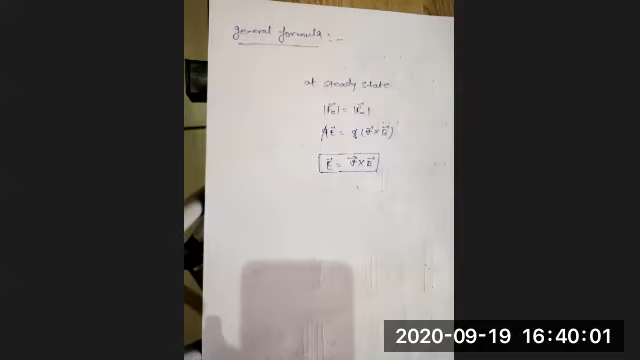 general formula:-
at steady state
|F⃗e| = |F⃗m|
qE⃗ = q(v⃗ × B⃗)
E⃗ = v⃗ × B⃗
2020-09-19 16:40:01